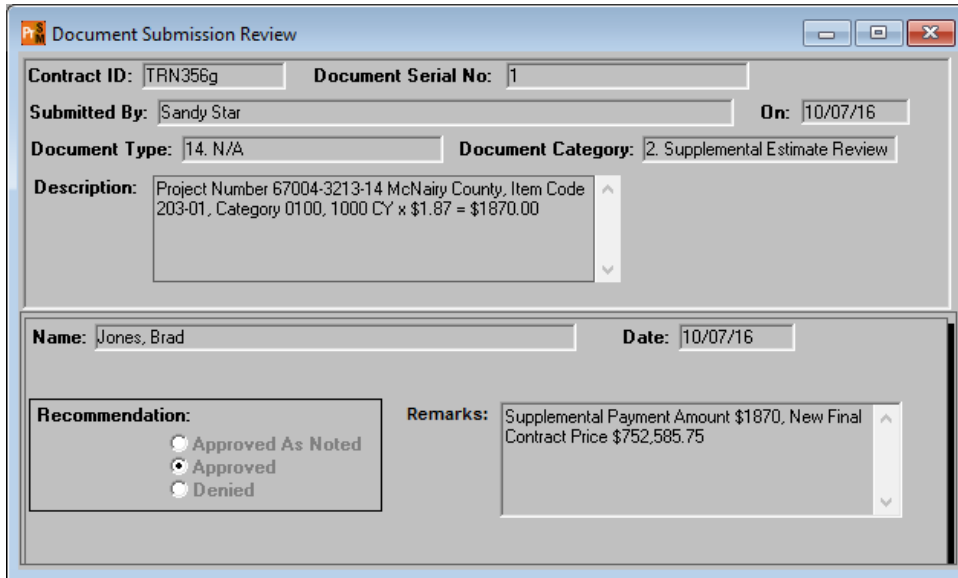 Pr S M Document Submission Review
Contract ID: TRN356g Document Serial No: 1
Submitted By: Sandy Star On: 10/07/16
Document Type: 14. N/A Document Category: 2. Supplemental Estimate Review
Description: Project Number 67004-3213-14 McNairy County, Item Code
203-01, Category 0100, 1000 CY x $1.87 = $1870.00
Name: Jones, Brad Date: 10/07/16
Recommendation: Remarks: Supplemental Payment Amount $1870, New Final
Contract Price $752,585.75
Approved As Noted
Approved
Denied